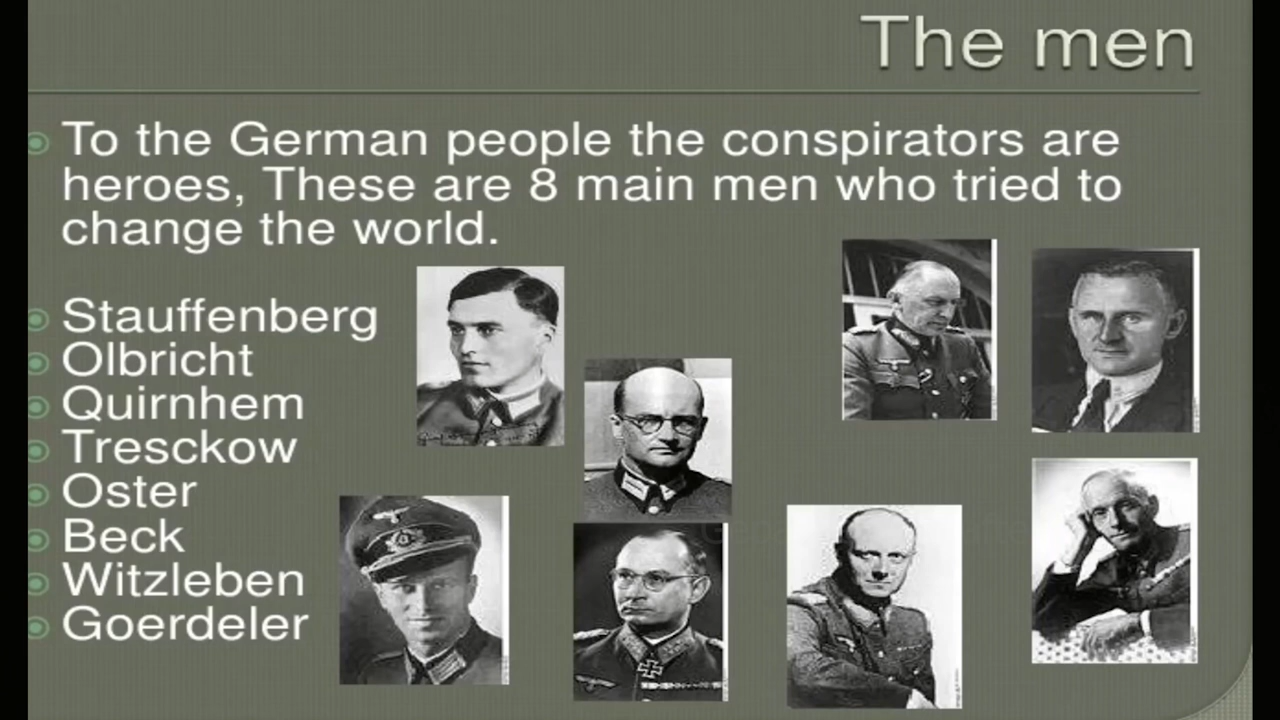 The men
To the German people the conspirators are
heroes, These are 8 main men who tried to
change the world.
Stauffenberg
Olbricht
Quirnhem
Tresckow
Oster
Beck
Witzleben
Goerdeler